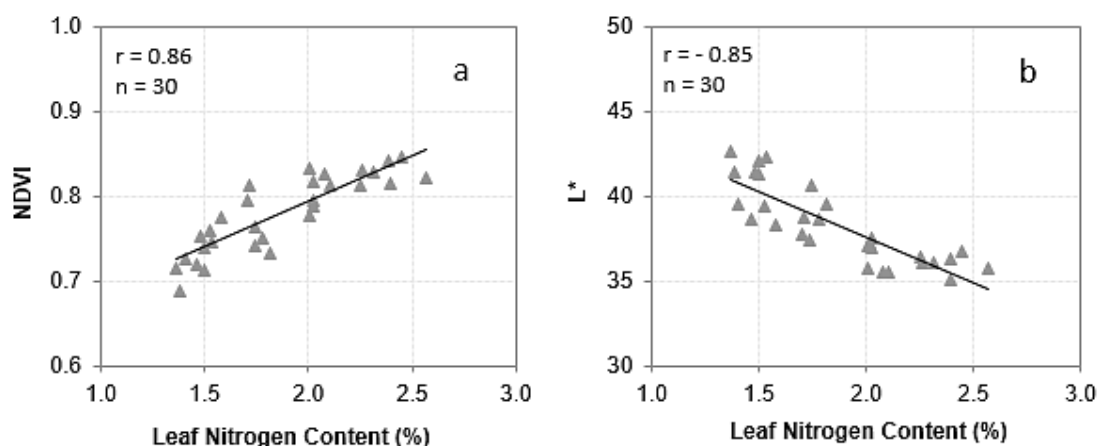 1.0
0.9
0.8
0.7
0.6
NDVI
r = 0.86
n = 30
a
1.0
1.5
2.0
2.5
3.0
Leaf Nitrogen Content (%)
50
45
40
35
30
L*
r = - 0.85
n = 30
b
1.0
1.5
2.0
2.5
3.0
Leaf Nitrogen Content (%)